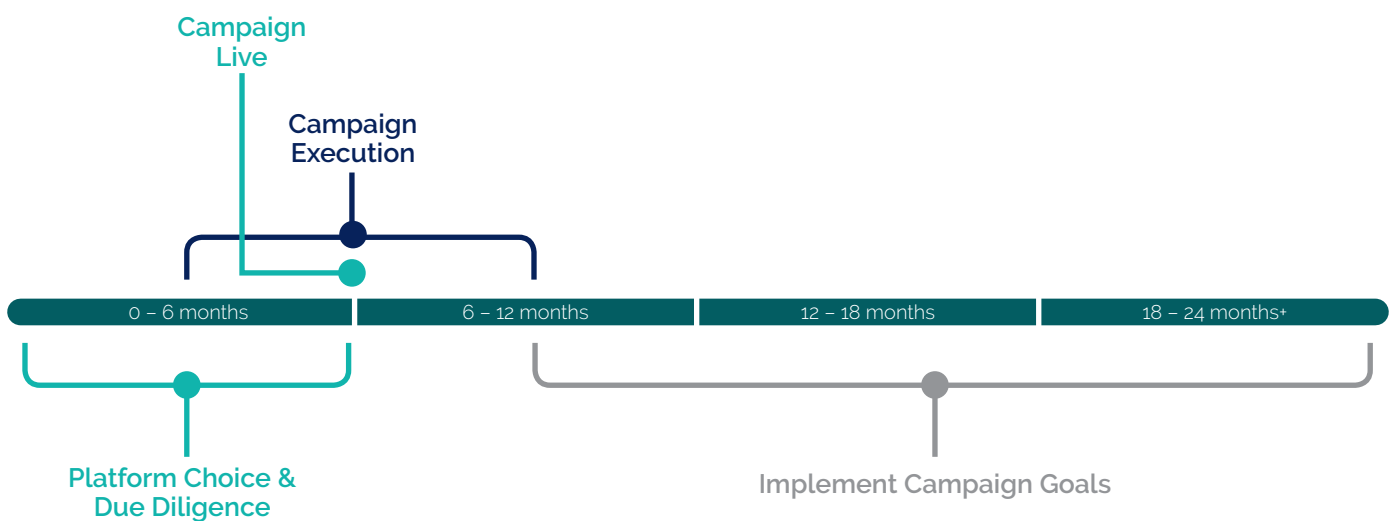 Campaign
Live
Campaign
Execution
0 – 6 months
6 – 12 months
12 – 18 months
18 – 24 months+
Platform Choice &
Due Diligence
Implement Campaign Goals